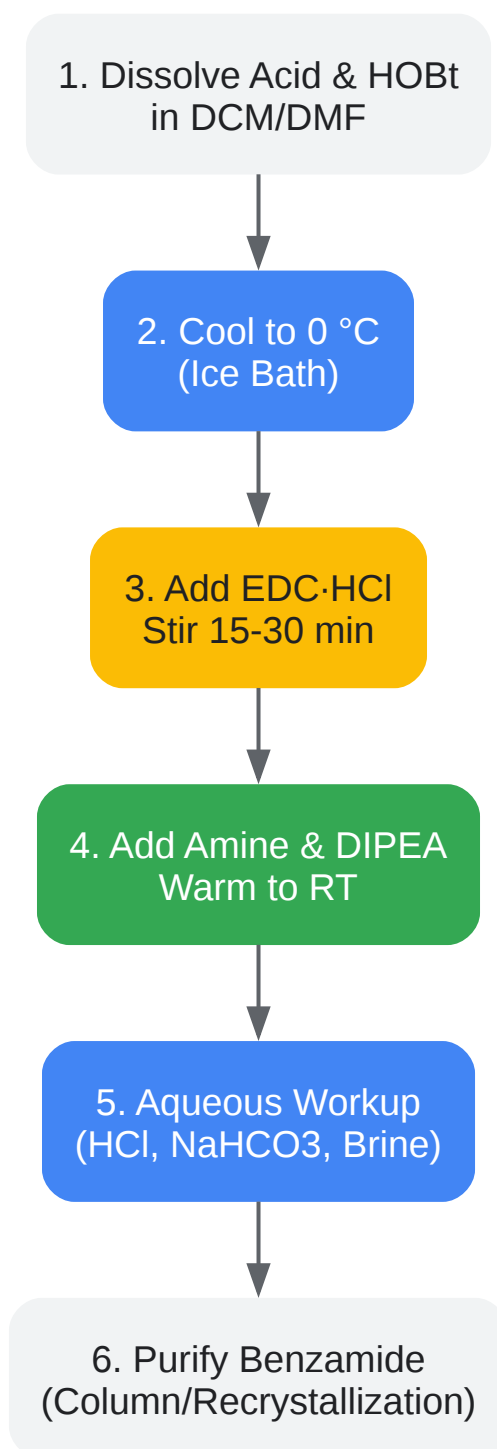 1. Dissolve Acid & HOBt
in DCM/DMF
2. Cool to 0 °C
(Ice Bath)
3. Add EDC·HCl
Stir 15-30 min
4. Add Amine & DIPEA
Warm to RT
5. Aqueous Workup
(HCl, NaHCO3, Brine)
6. Purify Benzamide
(Column/Recrystallization)